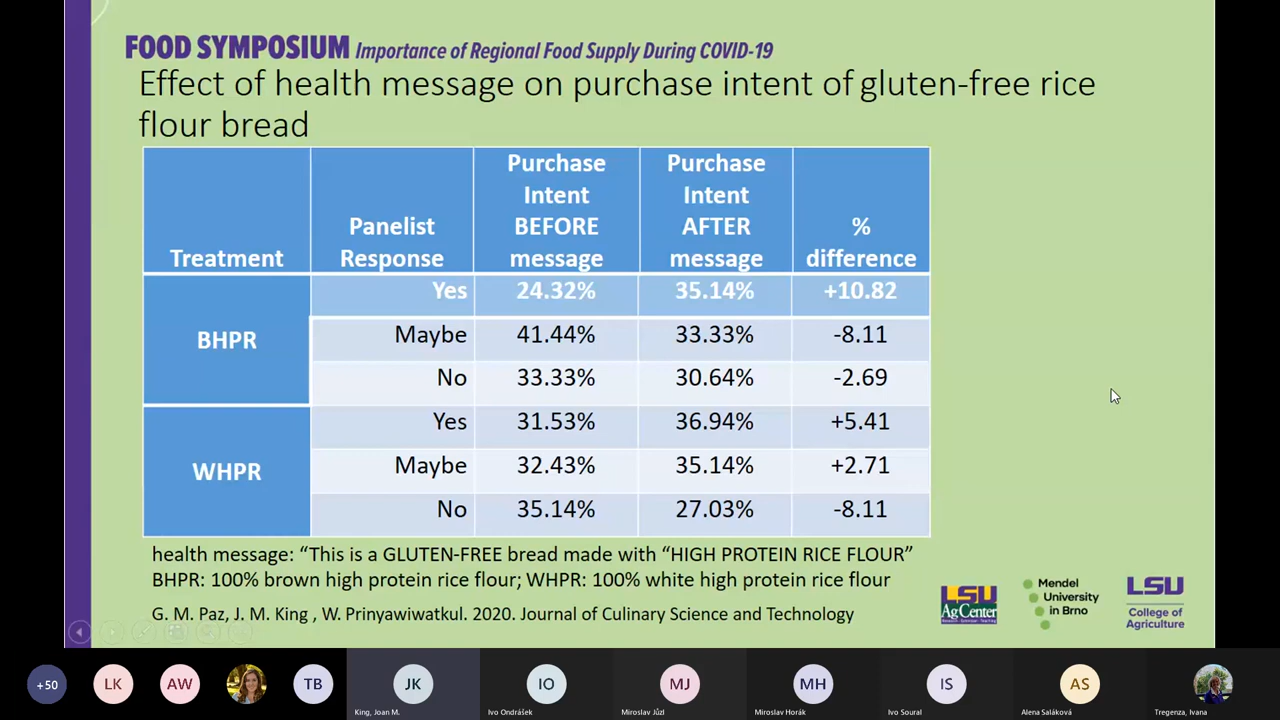 FOOD SYMPOSIUM Importance of Regional Food Supply During COVID-19
Effect of health message on purchase intent of gluten-free rice
flour bread
Treatment
Panelist
Response
Purchase
Intent
BEFORE
message
Purchase
Intent
AFTER
message
%
difference
BHPR
Yes 24.32% 35.14% +10.82
Maybe 41.44% 33.33% -8.11
No 33.33% 30.64% -2.69
WHPR
Yes 31.53% 36.94% +5.41
Maybe 32.43% 35.14% +2.71
No 35.14% 27.03% -8.11
health message: “This is a GLUTEN-FREE bread made with “HIGH PROTEIN RICE FLOUR”
BHPR: 100% brown high protein rice flour; WHPR: 100% white high protein rice flour
G. M. Paz, J. M. King , W. Prinyawiwatkul. 2020. Journal of Culinary Science and Technology
LSU
AgCenter
Mendel
University
in Brno
LSU
College of
Agriculture
+50 LK AW TB JK IO MJ MH IS AS
King, Joan M. Ivo Ondrášek Miroslav Jůzl Miroslav Horák Ivo Soural Alena Saláková Tregenza, Ivana